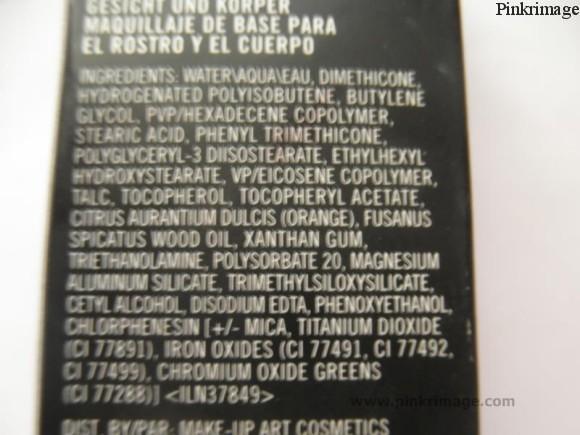 Pinkrimage
GESICHT UND KÖRPER
MAQUILLAJE DE BASE PARA
EL ROSTRO Y EL CUERPO
INGREDIENTS: WATER\AQUA\EAU, DIMETHICONE,
HYDROGENATED POLYISOBUTENE, BUTYLENE
GLYCOL, PVP/HEXADECENE COPOLYMER,
STEARIC ACID, PHENYL TRIMETHICONE,
POLYGLYCERYL-3 DIISOSTEARATE, ETHYLHEXYL
HYDROXYSTEARATE, VP/EICOSENE COPOLYMER,
TALC, TOCOPHEROL, TOCOPHERYL ACETATE,
CITRUS AURANTIUM DULCIS (ORANGE), FUSANUS
SPICATUS WOOD OIL, XANTHAN GUM,
TRIETHANOLAMINE, POLYSORBATE 20, MAGNESIUM
ALUMINUM SILICATE, TRIMETHYLSILOXYSILICATE,
CETYL ALCOHOL, DISODIUM EDTA, PHENOXYETHANOL,
CHLORPHENESIN [+/- MICA, TITANIUM DIOXIDE
(CI 77891), IRON OXIDES (CI 77491, CI 77492,
CI 77499), CHROMIUM OXIDE GREENS
(CI 77288)] <ILN37849>
www.pinkrimage.com
DIST. BY/PAR: MAKE-UP ART COSMETICS